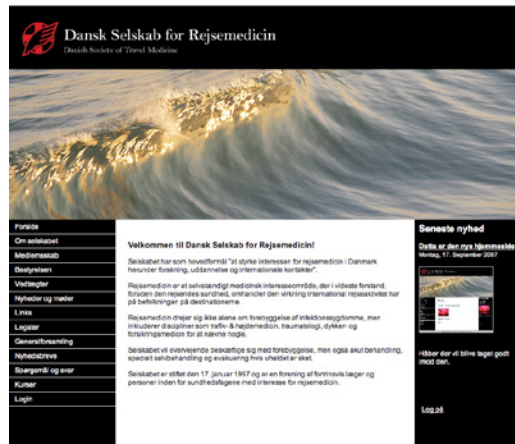 Dansk Selskab for Rejsemedicin
Danish Society of Travel Medicine
Forside
Om selskabet
Medlemsskab
Bestyrelsen
Vedtægter
Nyheder og møder
Links
Legater
Generalforsamling
Nyhedsbreve
Spørgsmål og svar
Kurser
Login
Velkommen til Dansk Selskab for Rejsemedicin!
Selskabet har som hovedformål "at styrke interessen for rejsemedicin i Danmark
herunder forskning, uddannelse og internationale kontakter".
Rejsemedicin er et selvstændigt medicinsk interesseområde, der i videste forstand,
foruden den rejsendes sundhed, omhandler den virkning international rejseaktivitet har
på befolkninger på destinationerne.
Rejsemedicin drejer sig ikke alene om forebyggelse af infektionssygdomme, men
inkluderer discipliner som trafik- & højdemedicin, traumatologi, dykker- og
forsikringsmedicin for at nævne nogle.
Selskabet vil overvejende beskæftige sig med forebyggelse, men også akut behandling,
specielt selvbehandling og evakuering hvis uheldet er sket.
Selskabet er stiftet den 17. januar 1997 og er en forening af fortrinsvis læger og
personer inden for sundhedsfagene med interesse for rejsemedicin.
Seneste nyhed
Dette er den nye hjemmeside
Mandag, 17. September 2007
Håber der vil blive taget godt
imod den.
Log på